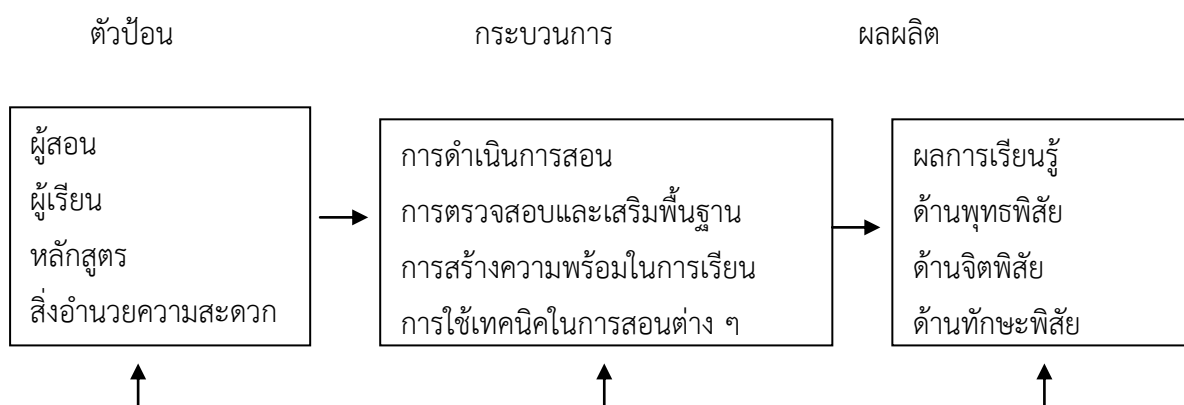 ตัวป้อน กระบวนการ ผลผลิต
ผู้สอน
ผู้เรียน
หลักสูตร
สิ่งอำนวยความสะดวก
การดำเนินการสอน
การตรวจสอบและเสริมพื้นฐาน
การสร้างความพร้อมในการเรียน
การใช้เทคนิคในการสอนต่าง ๆ
ผลการเรียนรู้
ด้านพุทธพิสัย
ด้านจิตพิสัย
ด้านทักษะพิสัย